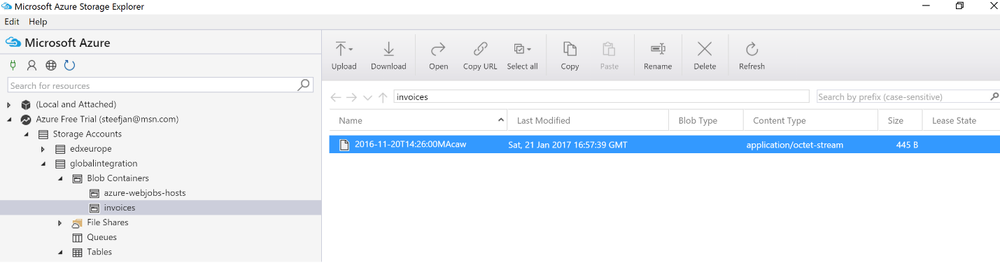 Microsoft Azure Storage Explorer
Edit Help
Microsoft Azure
Search for resources
(Local and Attached)
Azure Free Trial (steefjan@msn.com)
Storage Accounts
edxeurope
globalintegration
Blob Containers
azure-webjobs-hosts
invoices
File Shares
Queues
Tables
Upload Download Open Copy URL Select all Copy Paste Rename Delete Refresh
invoices Search by prefix (case-sensitive)
Name Last Modified Blob Type Content Type Size Lease State
2016-11-20T14:26:00MAcaw Sat, 21 Jan 2017 16:57:39 GMT application/octet-stream 445 B